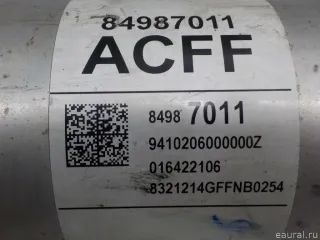 84987011
ACFF
8498 7011
9410206000000Z
016422106
8321214GFFNB0254
© eaural.ru